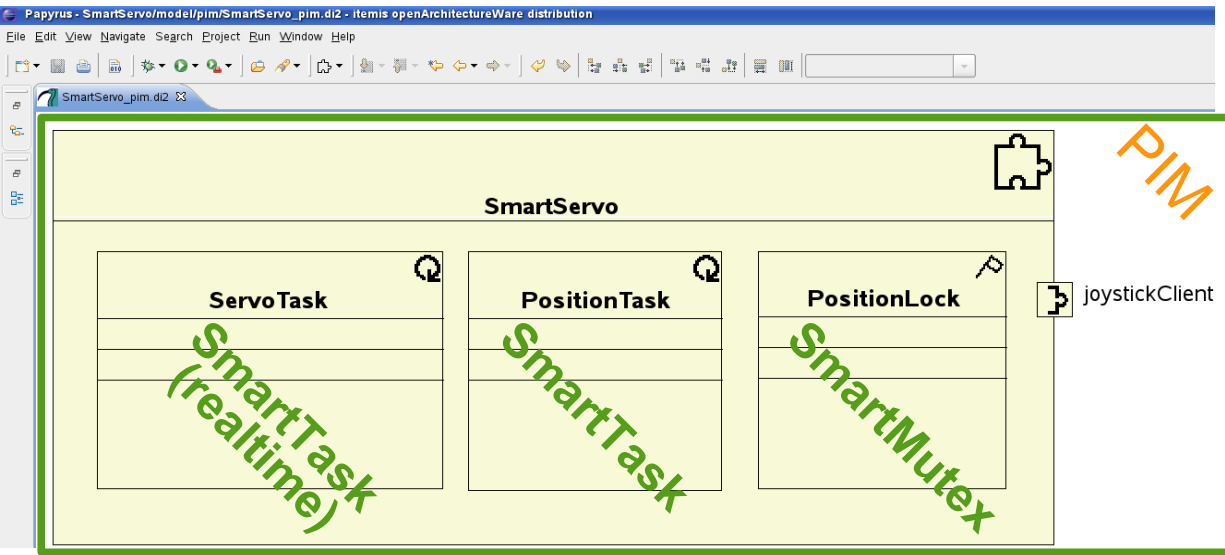 Papyrus - SmartServo/model/pim/SmartServo_pim.di2 - itemis openArchitectureWare distribution
File Edit View Navigate Search Project Run Window Help
SmartServo_pim.di2
PIM
SmartServo
ServoTask
PositionTask
PositionLock
joystickClient
SmartTask
(realtime)
SmartTask
SmartMutex